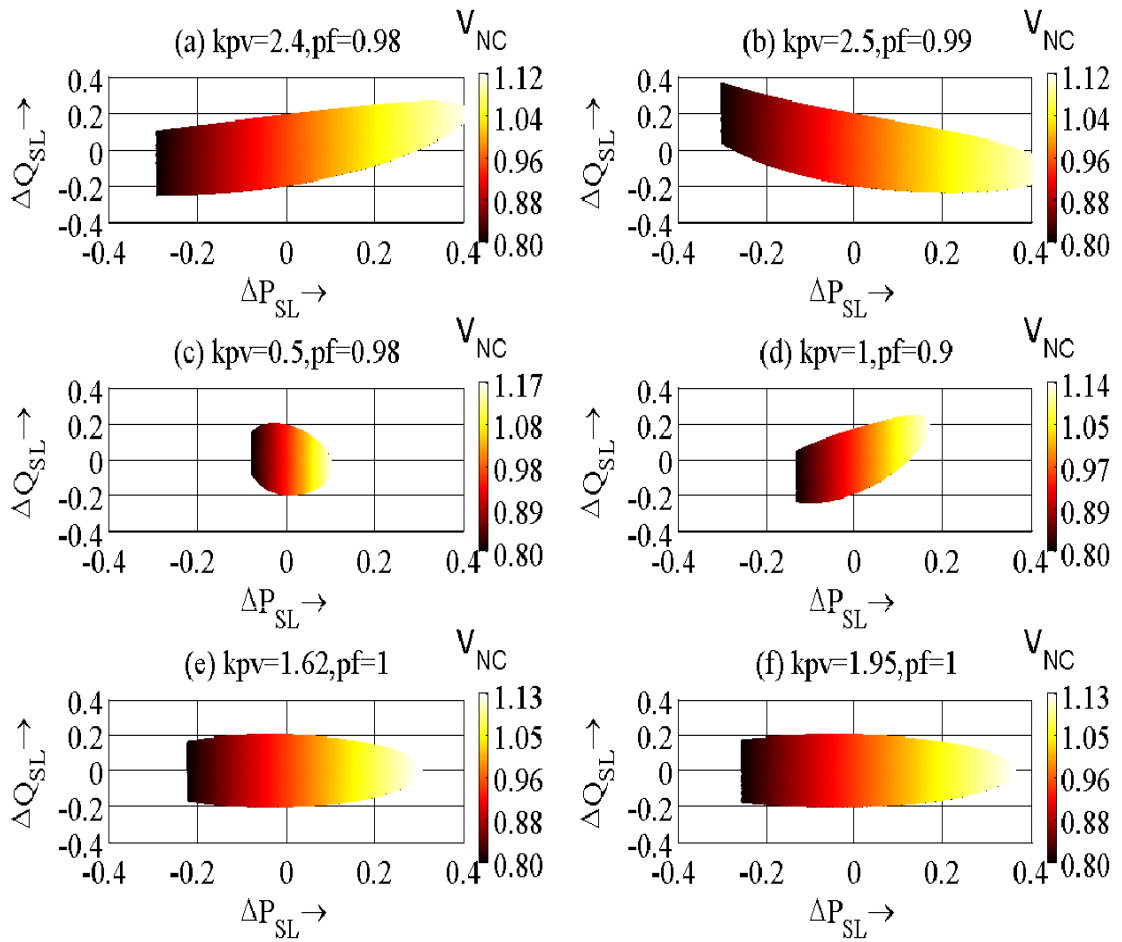 (a) kpv=2.4,pf=0.98
V_NC
0.4
0.2
0
-0.2
-0.4
ΔQ_SL→
-0.4 -0.2 0 0.2 0.4
ΔP_SL→
1.12
1.04
0.96
0.88
0.80
(b) kpv=2.5,pf=0.99
V_NC
0.4
0.2
0
-0.2
-0.4
ΔQ_SL→
-0.4 -0.2 0 0.2 0.4
ΔP_SL→
1.12
1.04
0.96
0.88
0.80
(c) kpv=0.5,pf=0.98
V_NC
0.4
0.2
0
-0.2
-0.4
ΔQ_SL→
-0.4 -0.2 0 0.2 0.4
ΔP_SL→
1.17
1.08
0.98
0.89
0.80
(d) kpv=1,pf=0.9
V_NC
0.4
0.2
0
-0.2
-0.4
ΔQ_SL→
-0.4 -0.2 0 0.2 0.4
ΔP_SL→
1.14
1.05
0.97
0.89
0.80
(e) kpv=1.62,pf=1
V_NC
0.4
0.2
0
-0.2
-0.4
ΔQ_SL→
-0.4 -0.2 0 0.2 0.4
ΔP_SL→
1.13
1.05
0.96
0.88
0.80
(f) kpv=1.95,pf=1
V_NC
0.4
0.2
0
-0.2
-0.4
ΔQ_SL→
-0.4 -0.2 0 0.2 0.4
ΔP_SL→
1.13
1.05
0.96
0.88
0.80